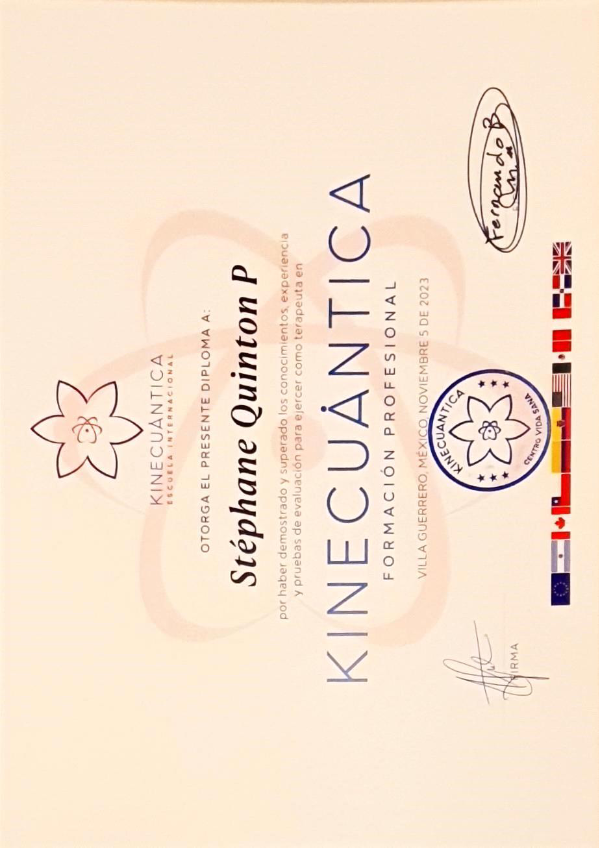 KINECUÁNTICA
ESCUELA INTERNACIONAL
OTORGA EL PRESENTE DIPLOMA A:
Stéphane Quinton P
por haber demostrado y superado los conocimientos, experiencia
y pruebas de evaluación para ejercer como terapeuta en
KINECUÁNTICA
FORMACIÓN PROFESIONAL
VILLA GUERRERO, MÉXICO, NOVIEMBRE 5 DE 2023
FIRMA
KINECUÁNTICA
CENTRO VIDA SANA
Fernando B